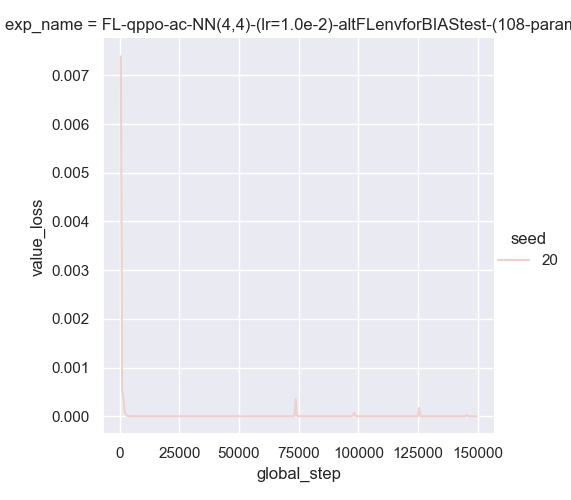 exp_name = FL-qppo-ac-NN(4,4)-(lr=1.0e-2)-altFLenvforBIAStest-(108-param
0.007
0.006
0.005
0.004
0.003
0.002
0.001
0.000
value_loss
0 25000 50000 75000 100000 125000 150000
global_step
seed
20